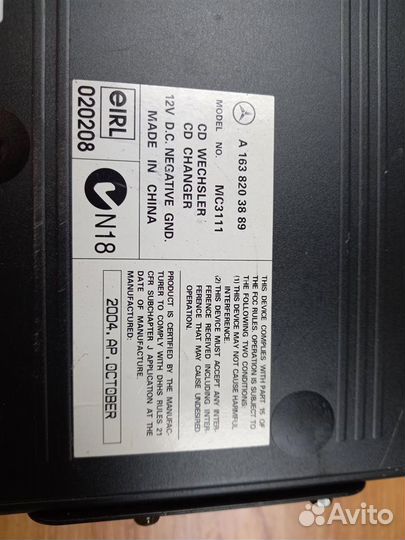 A 163 820 38 89
MODEL NO. MC3111
CD WECHSLER
CD CHANGER
12V D.C. NEGATIVE GND.
MADE IN CHINA
eIRL
020208
N18
THIS DEVICE COMPLIES WITH PART 15 OF
THE FCC RULES. OPERATION IS SUBJECT TO
THE FOLLOWING TWO CONDITIONS
(1) THIS DEVICE MAY NOT CAUSE HARMFUL
INTERFERENCE.
(2) THIS DEVICE MUST ACCEPT ANY INTER-
FERENCE RECEIVED INCLUDING INTER-
FERENCE THAT MAY CAUSE UNDESIRED
OPERATION.
PRODUCT IS CERTIFIED BY THE MANUFAC-
TURER TO COMPLY WITH DHHS RULES 21
CFR SUBCHAPTER J APPLICATION AT THE
DATE OF MANUFACTURE.
MANUFACTURED:
2004. AP. OCTOBER
Avito